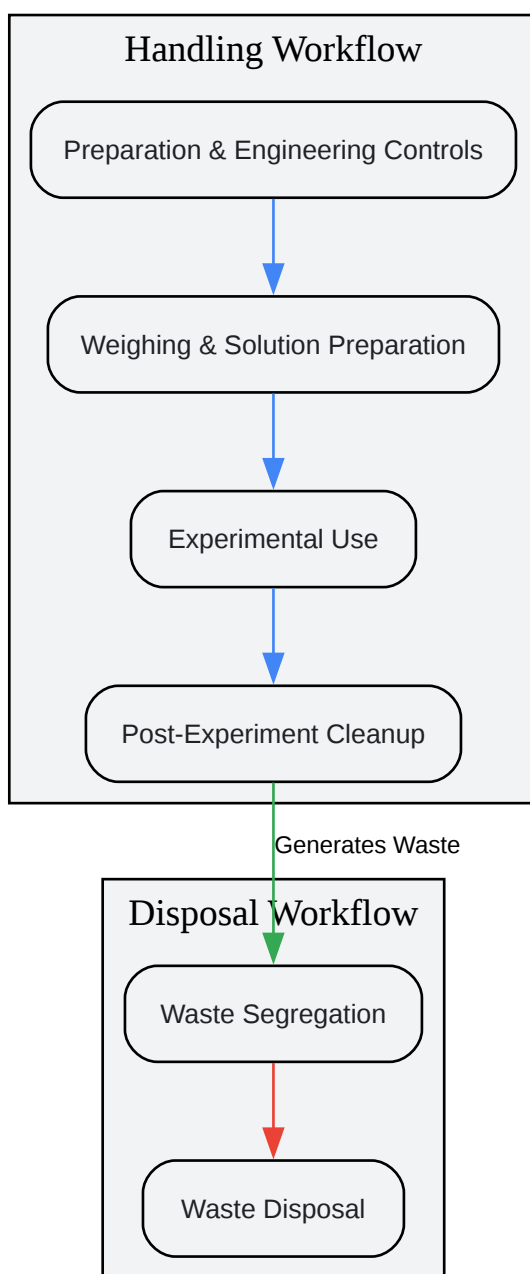 Handling Workflow
Preparation & Engineering Controls
Weighing & Solution Preparation
Experimental Use
Post-Experiment Cleanup
Generates Waste
Disposal Workflow
Waste Segregation
Waste Disposal